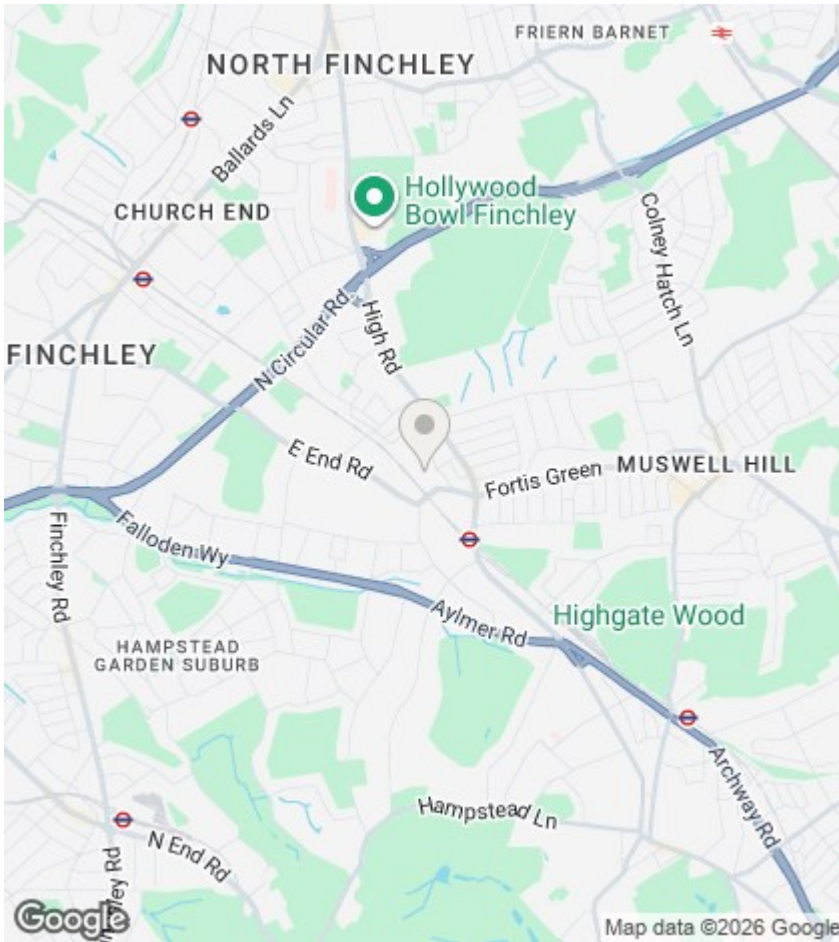 FRIERN BARNET
NORTH FINCHLEY
Ballards Ln
Hollywood
Bowl Finchley
CHURCH END
Colney Hatch Ln
N Circular Rd
High Rd
FINCHLEY
E End Rd
Fortis Green
MUSWELL HILL
Finchley Rd
Falloden Wy
Aylmer Rd
Highgate Wood
HAMPSTEAD
GARDEN SUBURB
Archway Rd
Hampstead Ln
N End Rd
Rd
Google
Map data ©2026 Google